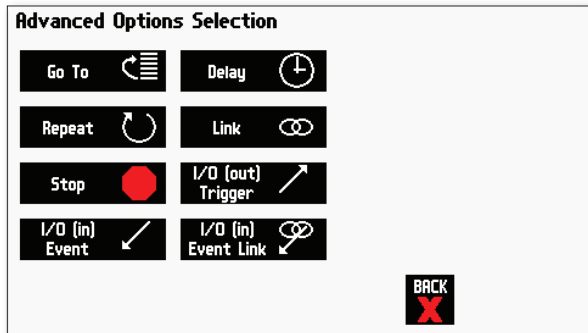 Advanced Options Selection
Go To
Delay
Repeat
Link
Stop
I/O (out)
Trigger
I/O (in)
Event
I/O (in)
Event Link
BACK
X